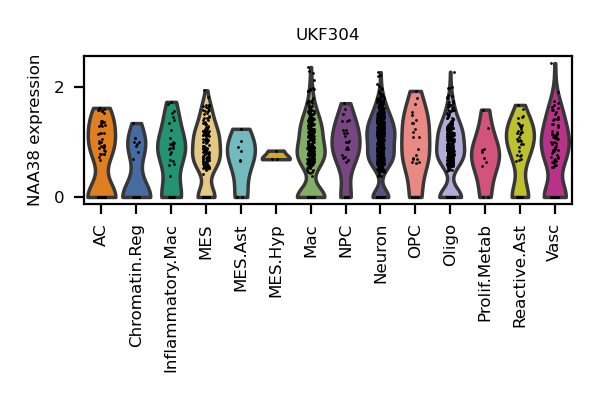 UKF304
NAA38 expression
2
0
AC
Chromatin.Reg
Inflammatory.Mac
MES
MES.Ast
MES.Hyp
Mac
NPC
Neuron
OPC
Oligo
Prolif.Metab
Reactive.Ast
Vasc